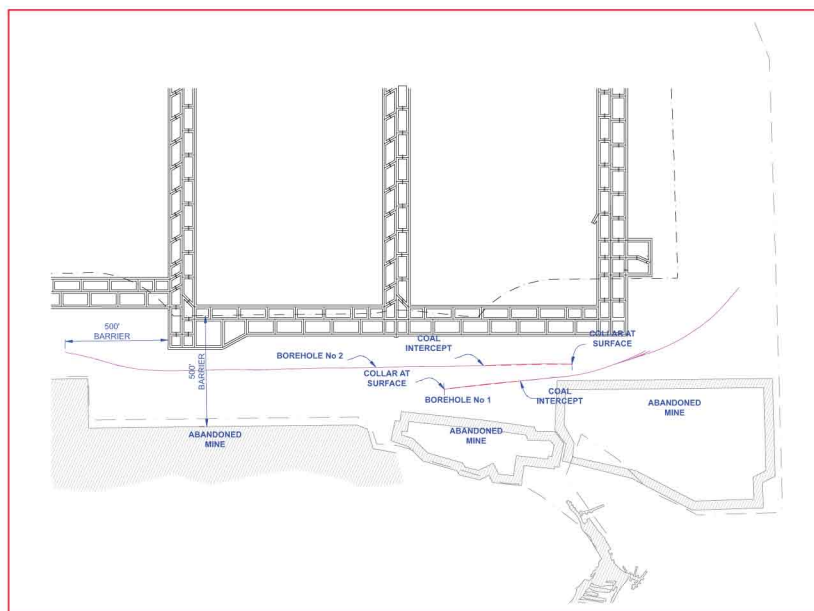 500'
BARRIER
500'
BARRIER
BOREHOLE No 2
COAL
INTERCEPT
COLLAR AT
SURFACE
COLLAR AT
SURFACE
BOREHOLE No 1
COAL
INTERCEPT
ABANDONED
MINE
ABANDONED
MINE
ABANDONED
MINE